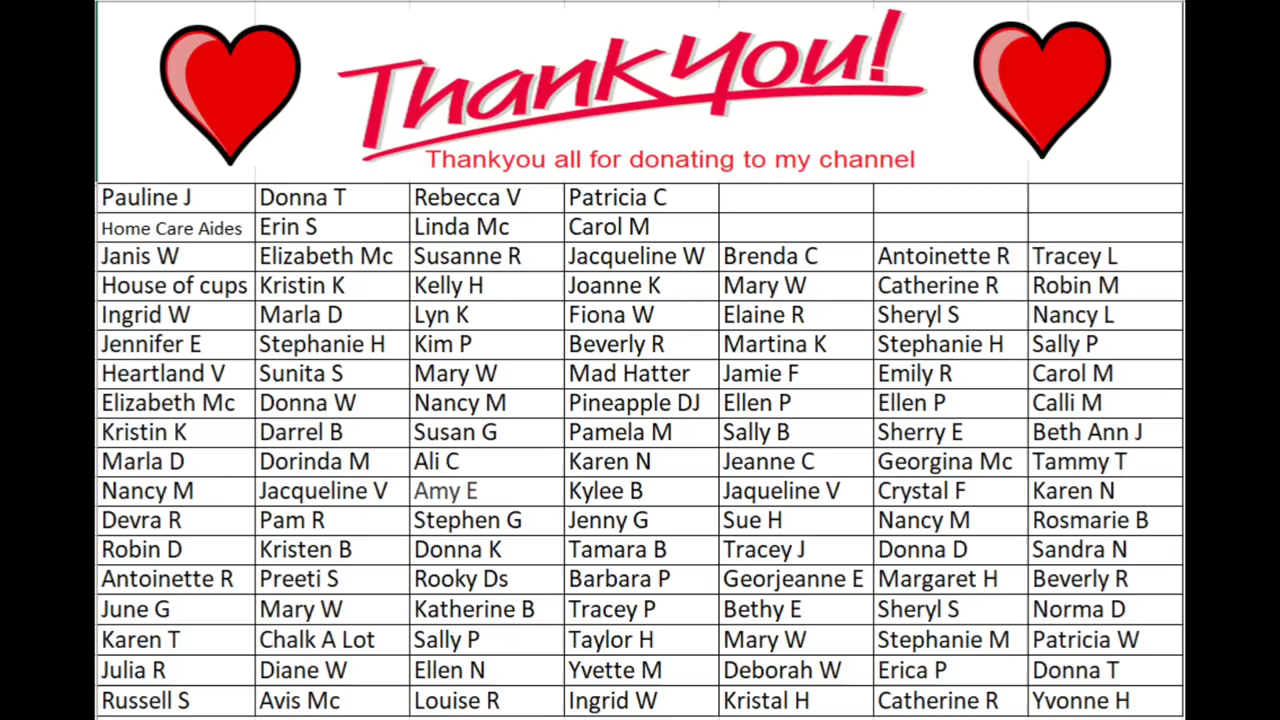 Thank you!
Thankyou all for donating to my channel
Pauline J Donna T Rebecca V Patricia C
Home Care Aides Erin S Linda Mc Carol M
Janis W Elizabeth Mc Susanne R Jacqueline W Brenda C Antoinette R Tracey L
House of cups Kristin K Kelly H Joanne K Mary W Catherine R Robin M
Ingrid W Marla D Lyn K Fiona W Elaine R Sheryl S Nancy L
Jennifer E Stephanie H Kim P Beverly R Martina K Stephanie H Sally P
Heartland V Sunita S Mary W Mad Hatter Jamie F Emily R Carol M
Elizabeth Mc Donna W Nancy M Pineapple DJ Ellen P Ellen P Calli M
Kristin K Darrel B Susan G Pamela M Sally B Sherry E Beth Ann J
Marla D Dorinda M Ali C Karen N Jeanne C Georgina Mc Tammy T
Nancy M Jacqueline V Amy E Kylee B Jaqueline V Crystal F Karen N
Devra R Pam R Stephen G Jenny G Sue H Nancy M Rosmarie B
Robin D Kristen B Donna K Tamara B Tracey J Donna D Sandra N
Antoinette R Preeti S Rooky Ds Barbara P Georjeanne E Margaret H Beverly R
June G Mary W Katherine B Tracey P Bethy E Sheryl S Norma D
Karen T Chalk A Lot Sally P Taylor H Mary W Stephanie M Patricia W
Julia R Diane W Ellen N Yvette M Deborah W Erica P Donna T
Russell S Avis Mc Louise R Ingrid W Kristal H Catherine R Yvonne H